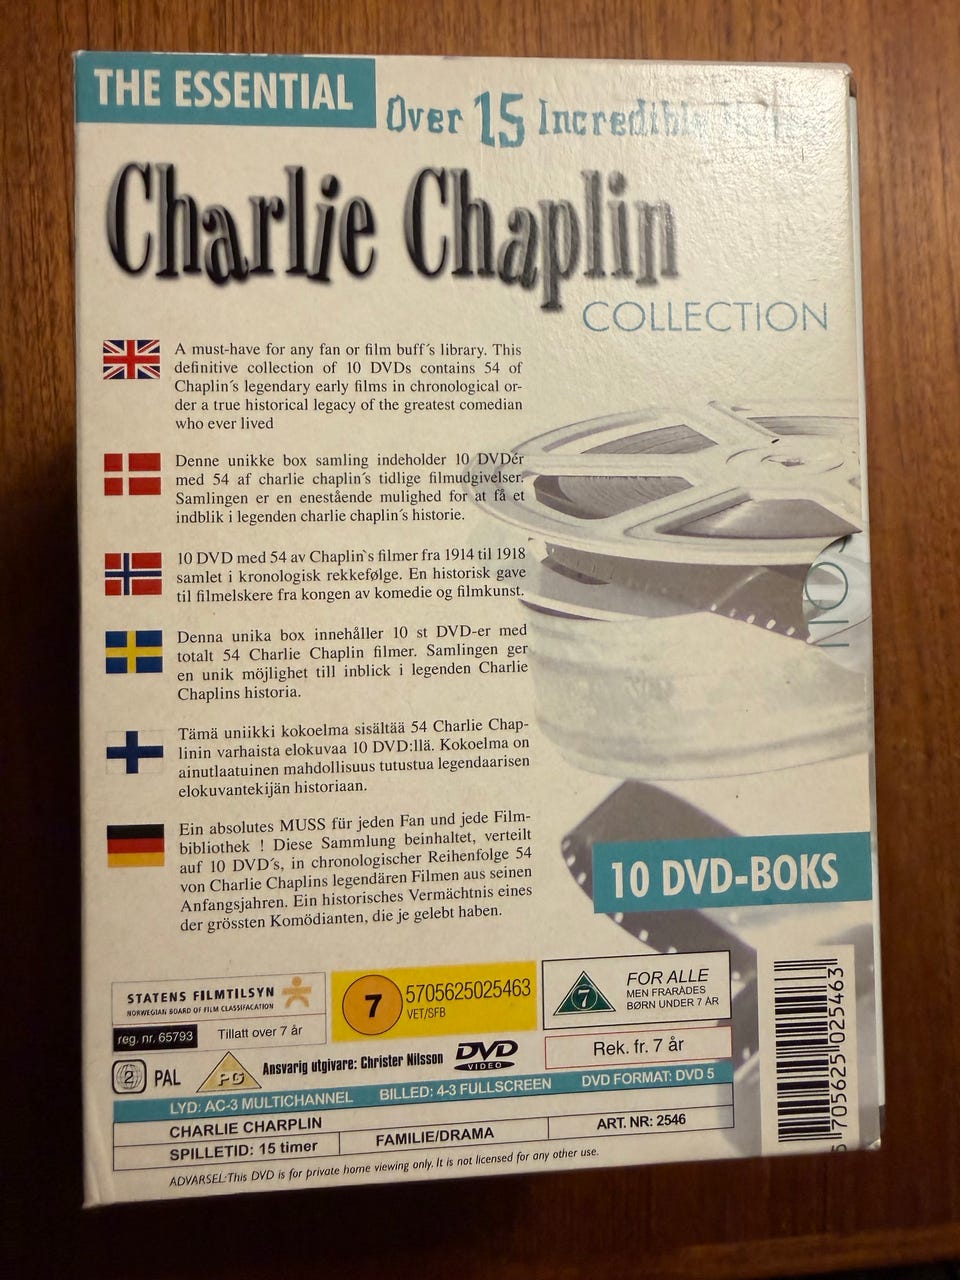 THE ESSENTIAL
Over 15 Incredible
Charlie Chaplin
COLLECTION
A must-have for any fan or film buff´s library. This
definitive collection of 10 DVDs contains 54 of
Chaplin´s legendary early films in chronological or-
der a true historical legacy of the greatest comedian
who ever lived
Denne unikke box samling indeholder 10 DVDér
med 54 af charlie chaplin´s tidlige filmudgivelser.
Samlingen er en enestående mulighed for at få et
indblik i legenden charlie chaplin´s historie.
10 DVD med 54 av Chaplin`s filmer fra 1914 til 1918
samlet i kronologisk rekkefølge. En historisk gave
til filmelskere fra kongen av komedie og filmkunst.
Denna unika box innehåller 10 st DVD-er med
totalt 54 Charlie Chaplin filmer. Samlingen ger
en unik möjlighet till inblick i legenden Charlie
Chaplins historia.
Tämä uniikki kokoelma sisältää 54 Charlie Chap-
linin varhaista elokuvaa 10 DVD:llä. Kokoelma on
ainutlaatuinen mahdollisuus tutustua legendaarisen
elokuvantekijän historiaan.
Ein absolutes MUSS für jeden Fan und jede Film-
bibliothek ! Diese Sammlung beinhaltet, verteilt
auf 10 DVD´s, in chronologischer Reihenfolge 54
von Charlie Chaplins legendären Filmen aus seinen
Anfangsjahren. Ein historisches Vermächtnis eines
der grössten Komödianten, die je gelebt haben.
10 DVD-BOKS
STATENS FILMTILSYN
NORWEGIAN BOARD OF FILM CLASSIFACATION
reg. nr. 65793
Tillatt over 7 år
7
5705625025463
VET/SFB
7
FOR ALLE
MEN FRARÅDES
BØRN UNDER 7 ÅR
Rek. fr. 7 år
2
PAL
PG
Ansvarig utgivare: Christer Nilsson
DVD
VIDEO
LYD: AC-3 MULTICHANNEL
BILLED: 4-3 FULLSCREEN
DVD FORMAT: DVD 5
CHARLIE CHARPLIN
SPILLETID: 15 timer
FAMILIE/DRAMA
ART. NR: 2546
ADVARSEL:This DVD is for private home viewing only. It is not licensed for any other use.
5 705625 025463